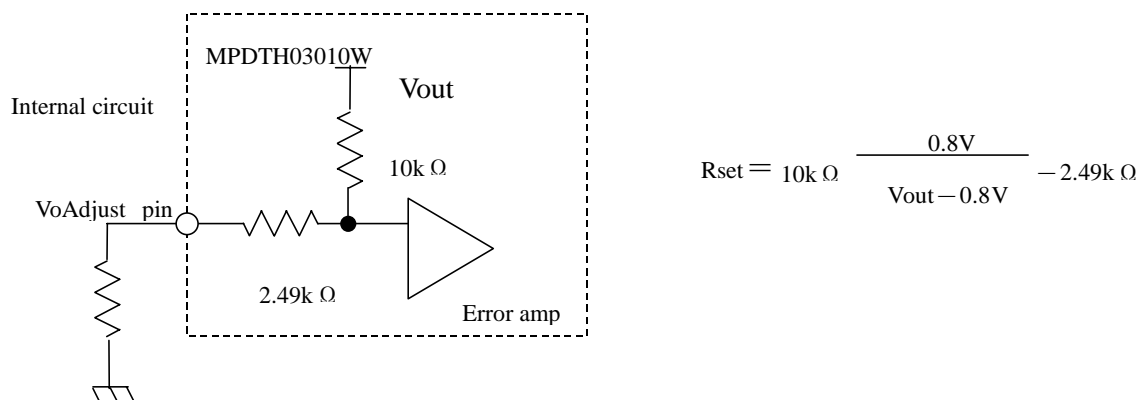 MPDTH03010W
Vout
Internal circuit
10k Ω
VoAdjust pin
2.49k Ω
Error amp
0.8V
Rset＝ 10k Ω －2.49k Ω
Vout－0.8V